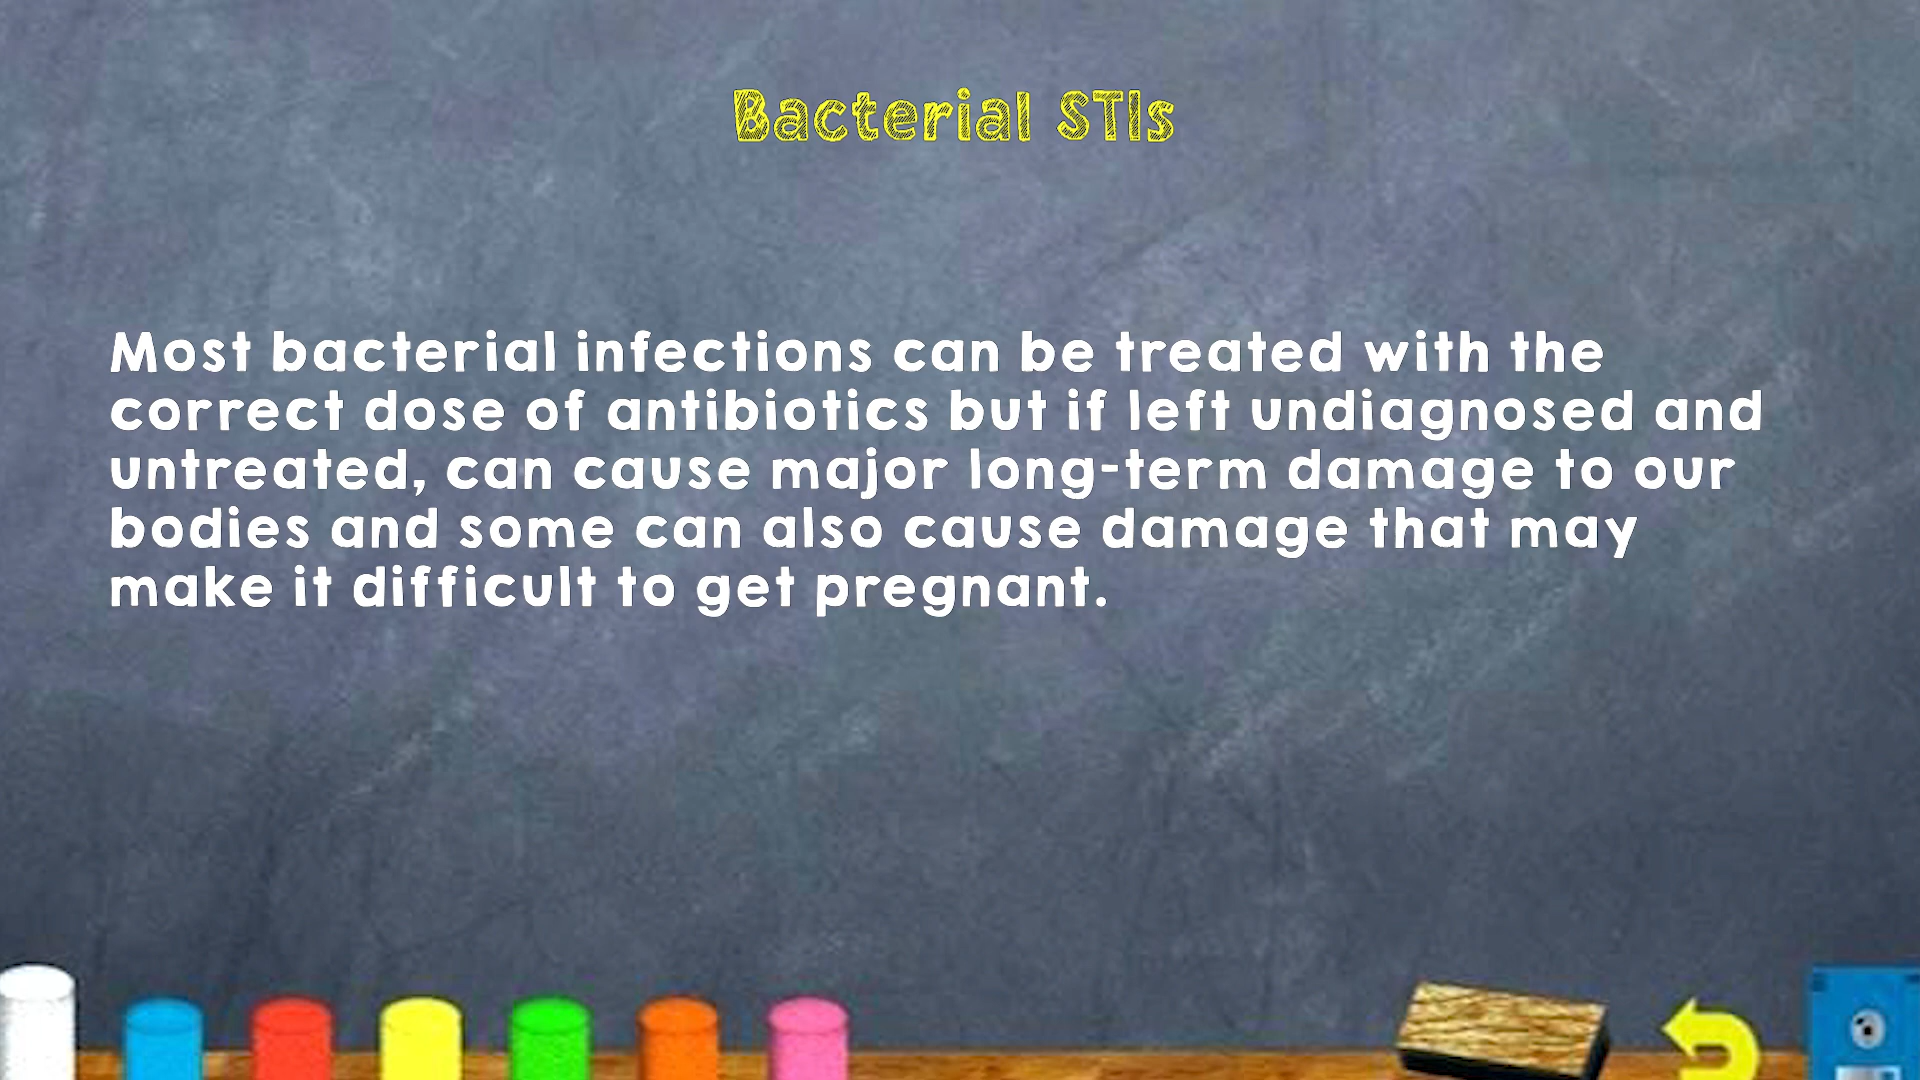 Bacterial STIs
Most bacterial infections can be treated with the
correct dose of antibiotics but if left undiagnosed and
untreated, can cause major long-term damage to our
bodies and some can also cause damage that may
make it difficult to get pregnant.